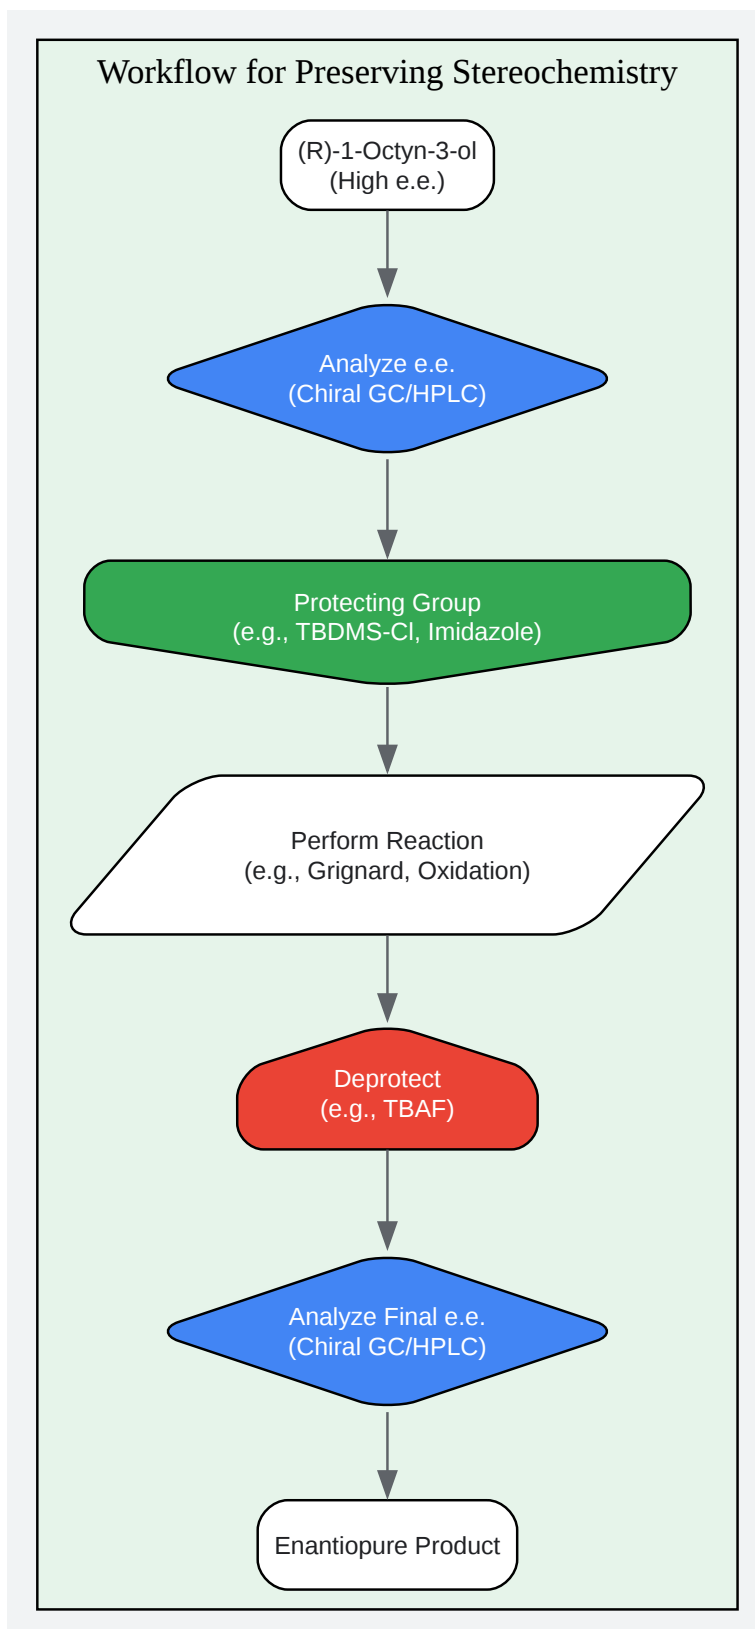 Workflow for Preserving Stereochemistry
(R)-1-Octyn-3-ol
(High e.e.)
Analyze e.e.
(Chiral GC/HPLC)
Protecting Group
(e.g., TBDMS-Cl, Imidazole)
Perform Reaction
(e.g., Grignard, Oxidation)
Deprotect
(e.g., TBAF)
Analyze Final e.e.
(Chiral GC/HPLC)
Enantiopure Product